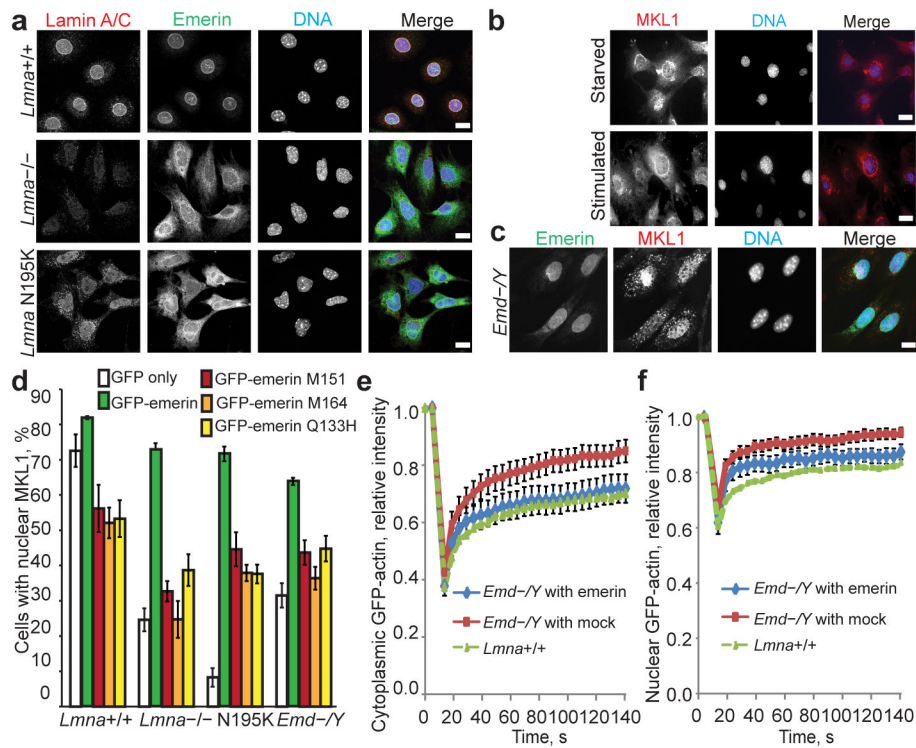 a
Lamin A/C Emerin DNA Merge
Lmna+/+
Lmna−/−
Lmna N195K
b
MKL1 DNA Merge
Starved
Stimulated
c
Emerin MKL1 DNA Merge
Emd−/Y
d
GFP only
GFP-emerin
GFP-emerin M151
GFP-emerin M164
GFP-emerin Q133H
Cells with nuclear MKL1, %
90
80
70
60
50
40
30
20
10
0
Lmna+/+ Lmna−/− N195K Emd−/Y
e
Cytoplasmic GFP-actin, relative intensity
1.0
0.8
0.6
0.4
0.2
0.0
Emd−/Y with emerin
Emd−/Y with mock
Lmna+/+
0 20 40 60 80 100 120 140
Time, s
f
Nuclear GFP-actin, relative intensity
1.0
0.8
0.6
0.4
0.2
0.0
Emd−/Y with emerin
Emd−/Y with mock
Lmna+/+
0 20 40 60 80 100 120 140
Time, s